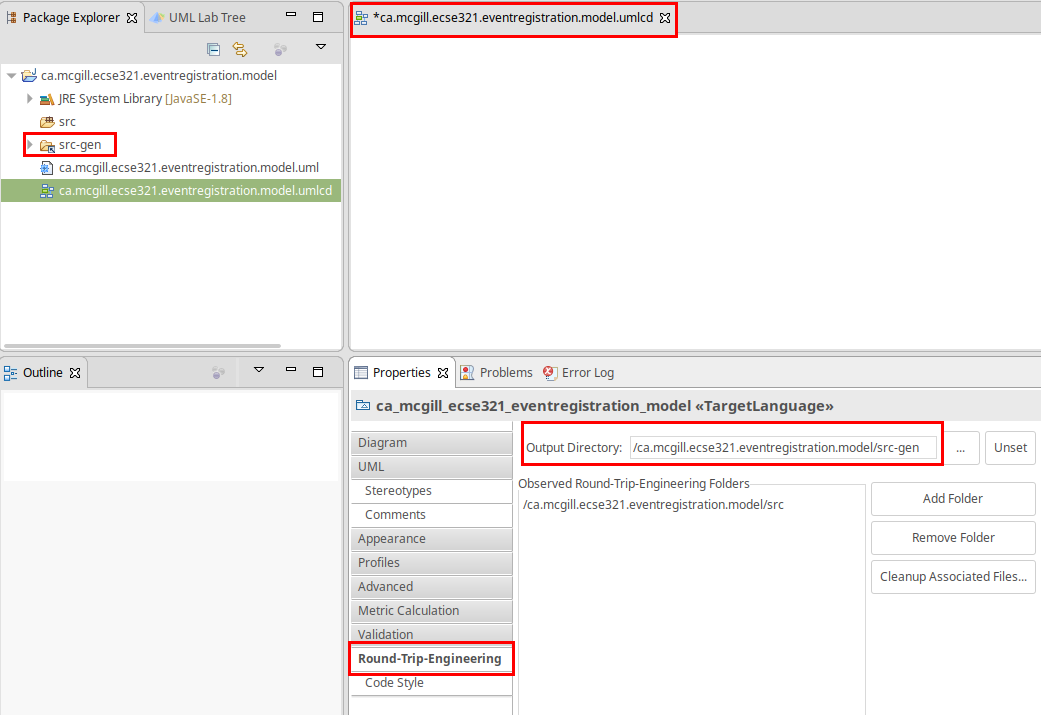 Package Explorer
UML Lab Tree
ca.mcgill.ecse321.eventregistration.model
JRE System Library [JavaSE-1.8]
src
src-gen
ca.mcgill.ecse321.eventregistration.model.uml
ca.mcgill.ecse321.eventregistration.model.umlcd
*ca.mcgill.ecse321.eventregistration.model.umlcd
Outline
Properties
Problems
Error Log
ca_mcgill_ecse321_eventregistration_model «TargetLanguage»
Diagram
UML
Stereotypes
Comments
Appearance
Profiles
Advanced
Metric Calculation
Validation
Round-Trip-Engineering
Code Style
Output Directory: /ca.mcgill.ecse321.eventregistration.model/src-gen
...
Unset
Observed Round-Trip-Engineering Folders
/ca.mcgill.ecse321.eventregistration.model/src
Add Folder
Remove Folder
Cleanup Associated Files...